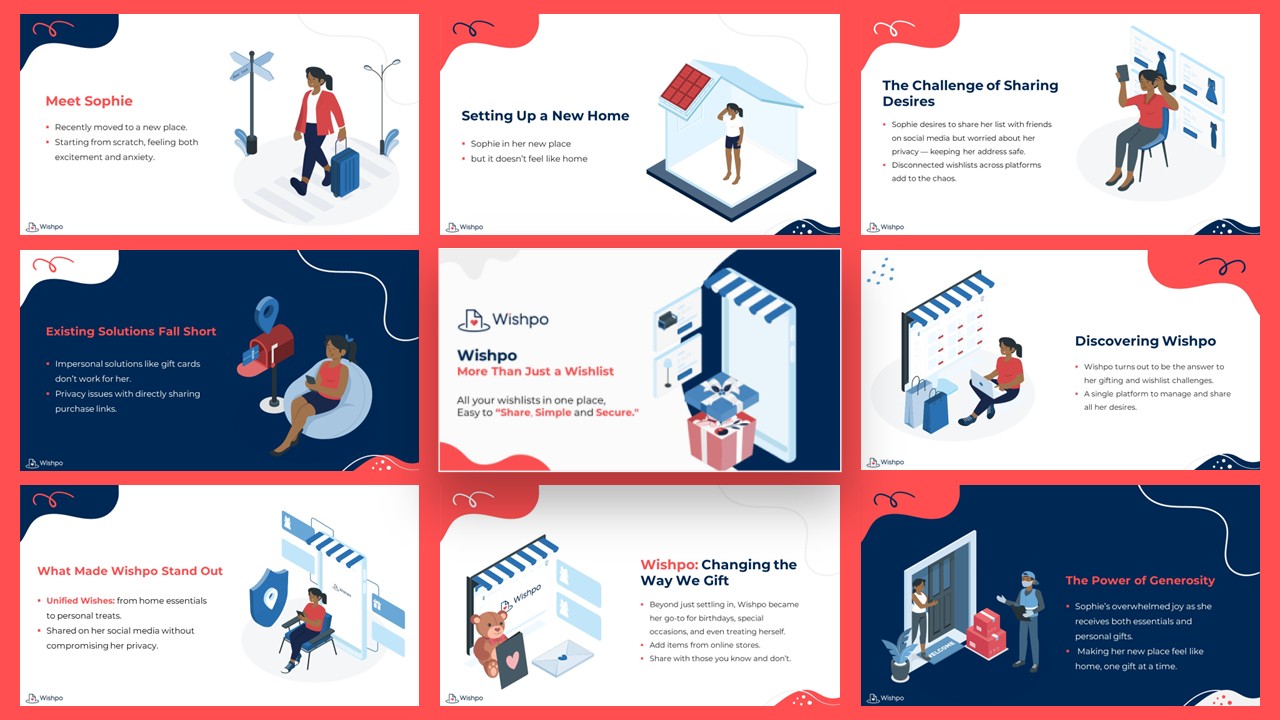 Meet Sophie
• Recently moved to a new place.
• Starting from scratch, feeling both
excitement and anxiety.
Wishpo
Setting Up a New Home
• Sophie in her new place
• but it doesn't feel like home
Wishpo
The Challenge of Sharing
Desires
• Sophie desires to share her list with friends
on social media but worried about her
privacy — keeping her address safe.
• Disconnected wishlists across platforms
add to the chaos.
Existing Solutions Fall Short
• Impersonal solutions like gift cards
don't work for her.
• Privacy issues with directly sharing
purchase links.
Wishpo
Wishpo
Wishpo
More Than Just a Wishlist
All your wishlists in one place,
Easy to "Share, Simple and Secure."
Discovering Wishpo
• Wishpo turns out to be the answer to
her gifting and wishlist challenges.
• A single platform to manage and share
all her desires.
Wishpo
What Made Wishpo Stand Out
• Unified Wishes: from home essentials
to personal treats.
• Shared on her social media without
compromising her privacy.
Wishpo
Wishpo
Wishpo: Changing the
Way We Gift
• Beyond just settling in, Wishpo became
her go-to for birthdays, special
occasions, and even treating herself.
• Add items from online stores.
• Share with those you know and don't.
Wishpo
WELCOME
The Power of Generosity
• Sophie's overwhelmed joy as she
receives both essentials and
personal gifts.
• Making her new place feel like
home, one gift at a time.
Wishpo